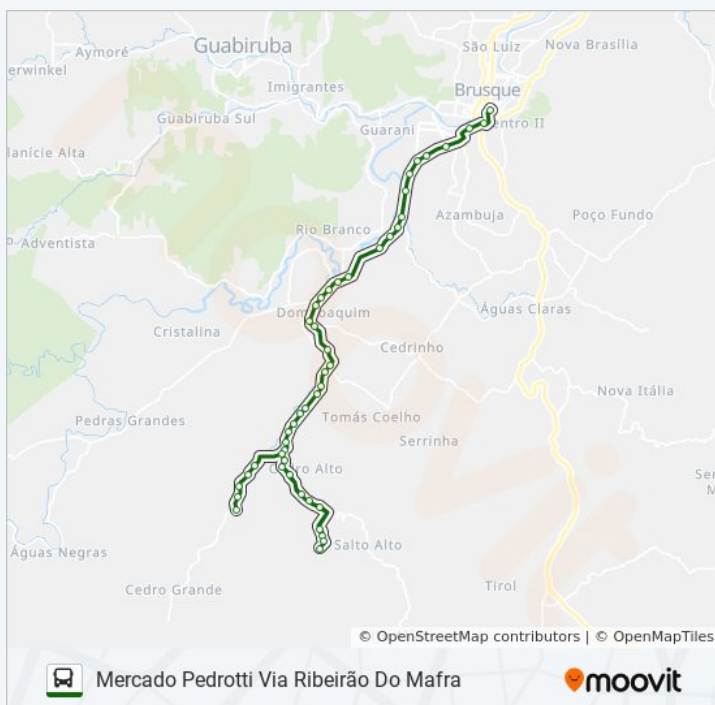 Guabiruba
São Luiz
Nova Brasília
Aymoré
erwinkel
Imigrantes
Brusque
Guabiruba Sul
Guarani
entro II
lanície Alta
Azambuja
Poço Fundo
Rio Branco
Adventista
Dom Joaquim
Águas Claras
Cristalina
Cedrinho
Nova Itália
Pedras Grandes
Tomás Coelho
Serrinha
Cedro Alto
Ser
M
Águas Negras
Salto Alto
Cedro Grande
Tirol
© OpenStreetMap contributors | © OpenMapTiles
Mercado Pedrotti Via Ribeirão Do Mafra
moovit